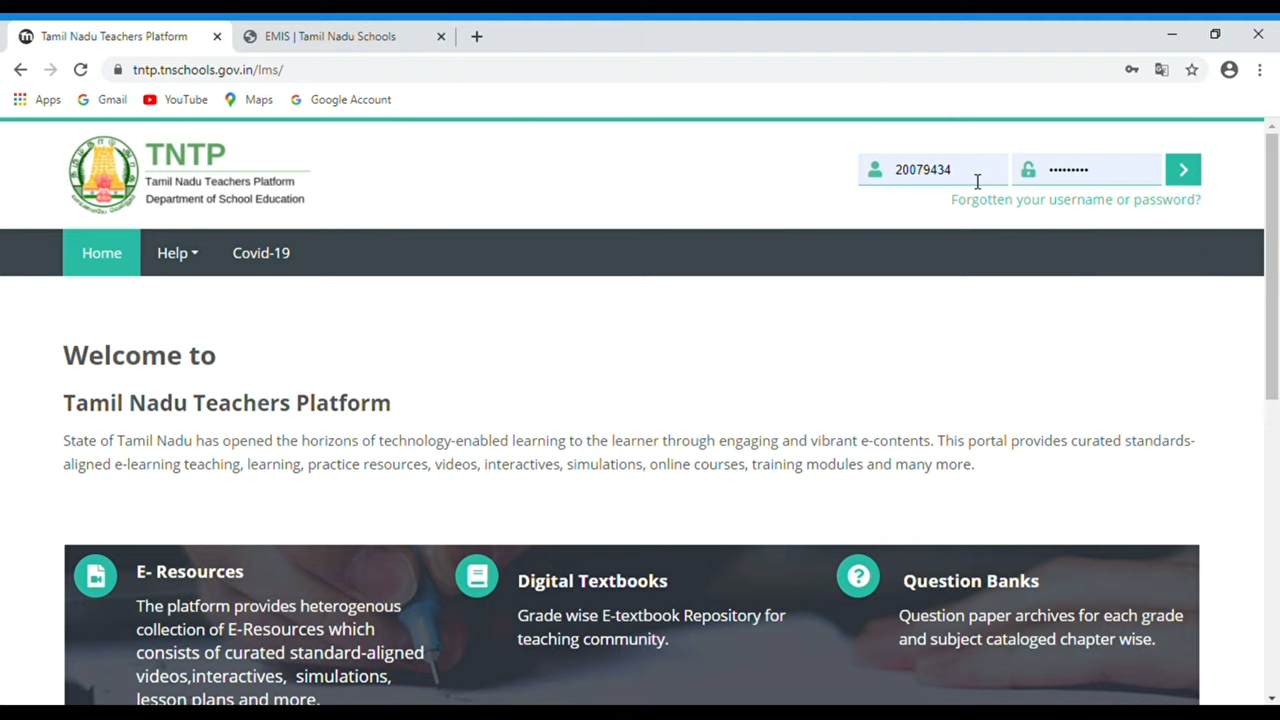 Tamil Nadu Teachers Platform
EMIS | Tamil Nadu Schools
tntp.tnschools.gov.in/lms/
Apps
Gmail
YouTube
Maps
Google Account
TNTP
Tamil Nadu Teachers Platform
Department of School Education
20079434
•••••••••
Forgotten your username or password?
Home
Help
Covid-19
Welcome to
Tamil Nadu Teachers Platform
State of Tamil Nadu has opened the horizons of technology-enabled learning to the learner through engaging and vibrant e-contents. This portal provides curated standards-
aligned e-learning teaching, learning, practice resources, videos, interactives, simulations, online courses, training modules and many more.
E- Resources
The platform provides heterogenous
collection of E-Resources which
consists of curated standard-aligned
videos,interactives, simulations,
lesson plans and more.
Digital Textbooks
Grade wise E-textbook Repository for
teaching community.
Question Banks
Question paper archives for each grade
and subject cataloged chapter wise.